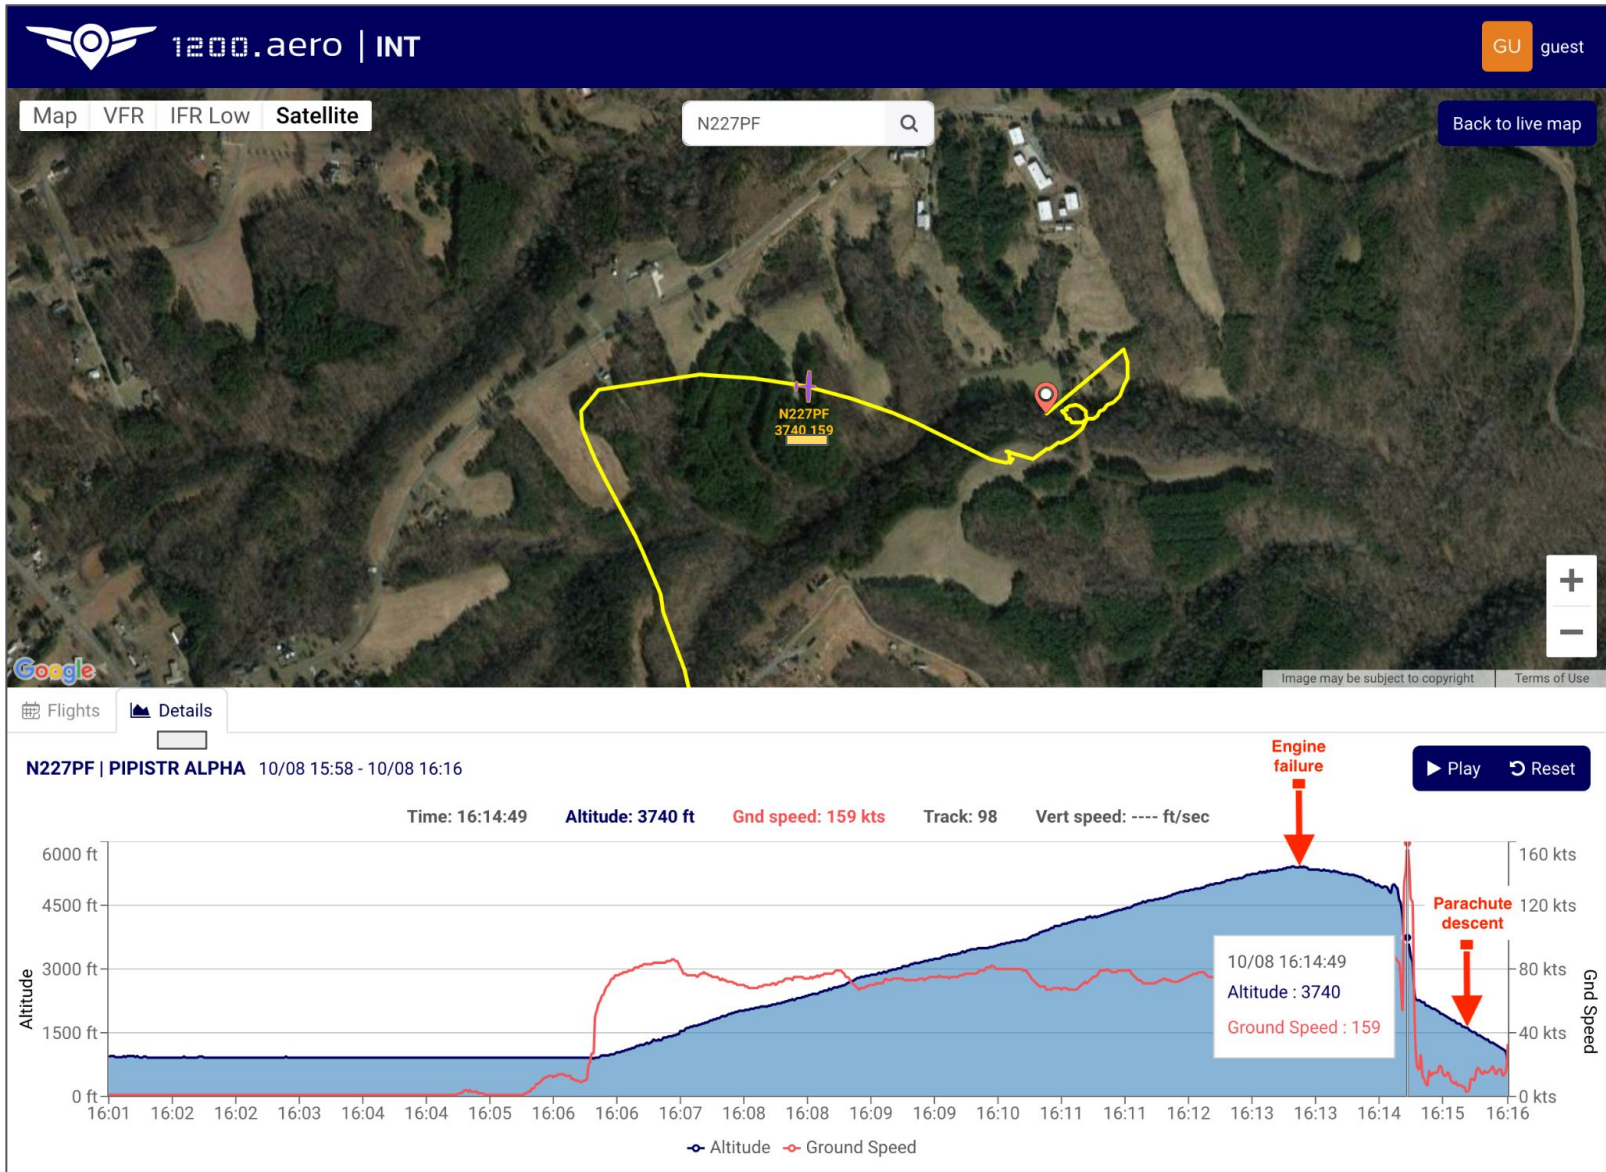 1200.aero | INT
GU guest
Map VFR IFR Low Satellite
N227PF
Back to live map
N227PF
3740 159
+
−
Google
Image may be subject to copyright
Terms of Use
Flights
Details
N227PF | PIPISTR ALPHA 10/08 15:58 - 10/08 16:16
Engine
failure
Play Reset
Time: 16:14:49 Altitude: 3740 ft Gnd speed: 159 kts Track: 98 Vert speed: ---- ft/sec
6000 ft
4500 ft
3000 ft
1500 ft
0 ft
Altitude
160 kts
120 kts
80 kts
40 kts
0 kts
Gnd Speed
Parachute
descent
10/08 16:14:49
Altitude : 3740
Ground Speed : 159
16:01 16:02 16:02 16:03 16:04 16:04 16:05 16:06 16:06 16:07 16:08 16:08 16:09 16:09 16:10 16:11 16:11 16:12 16:13 16:13 16:14 16:15 16:16
Altitude Ground Speed